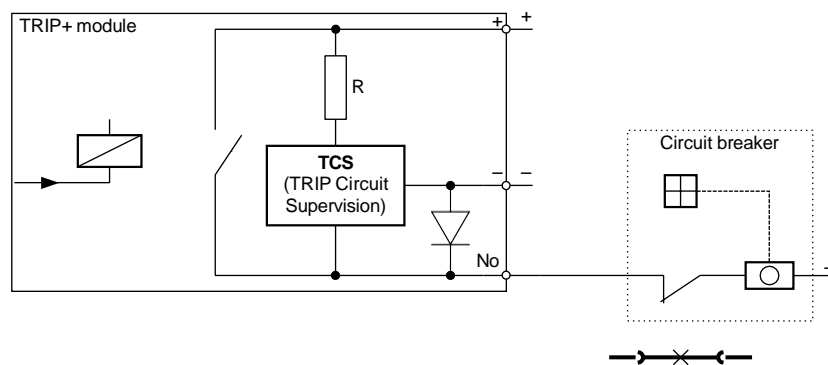 TRIP+ module
+ +
R
TCS
(TRIP Circuit
Supervision)
− −
No
Circuit breaker
−